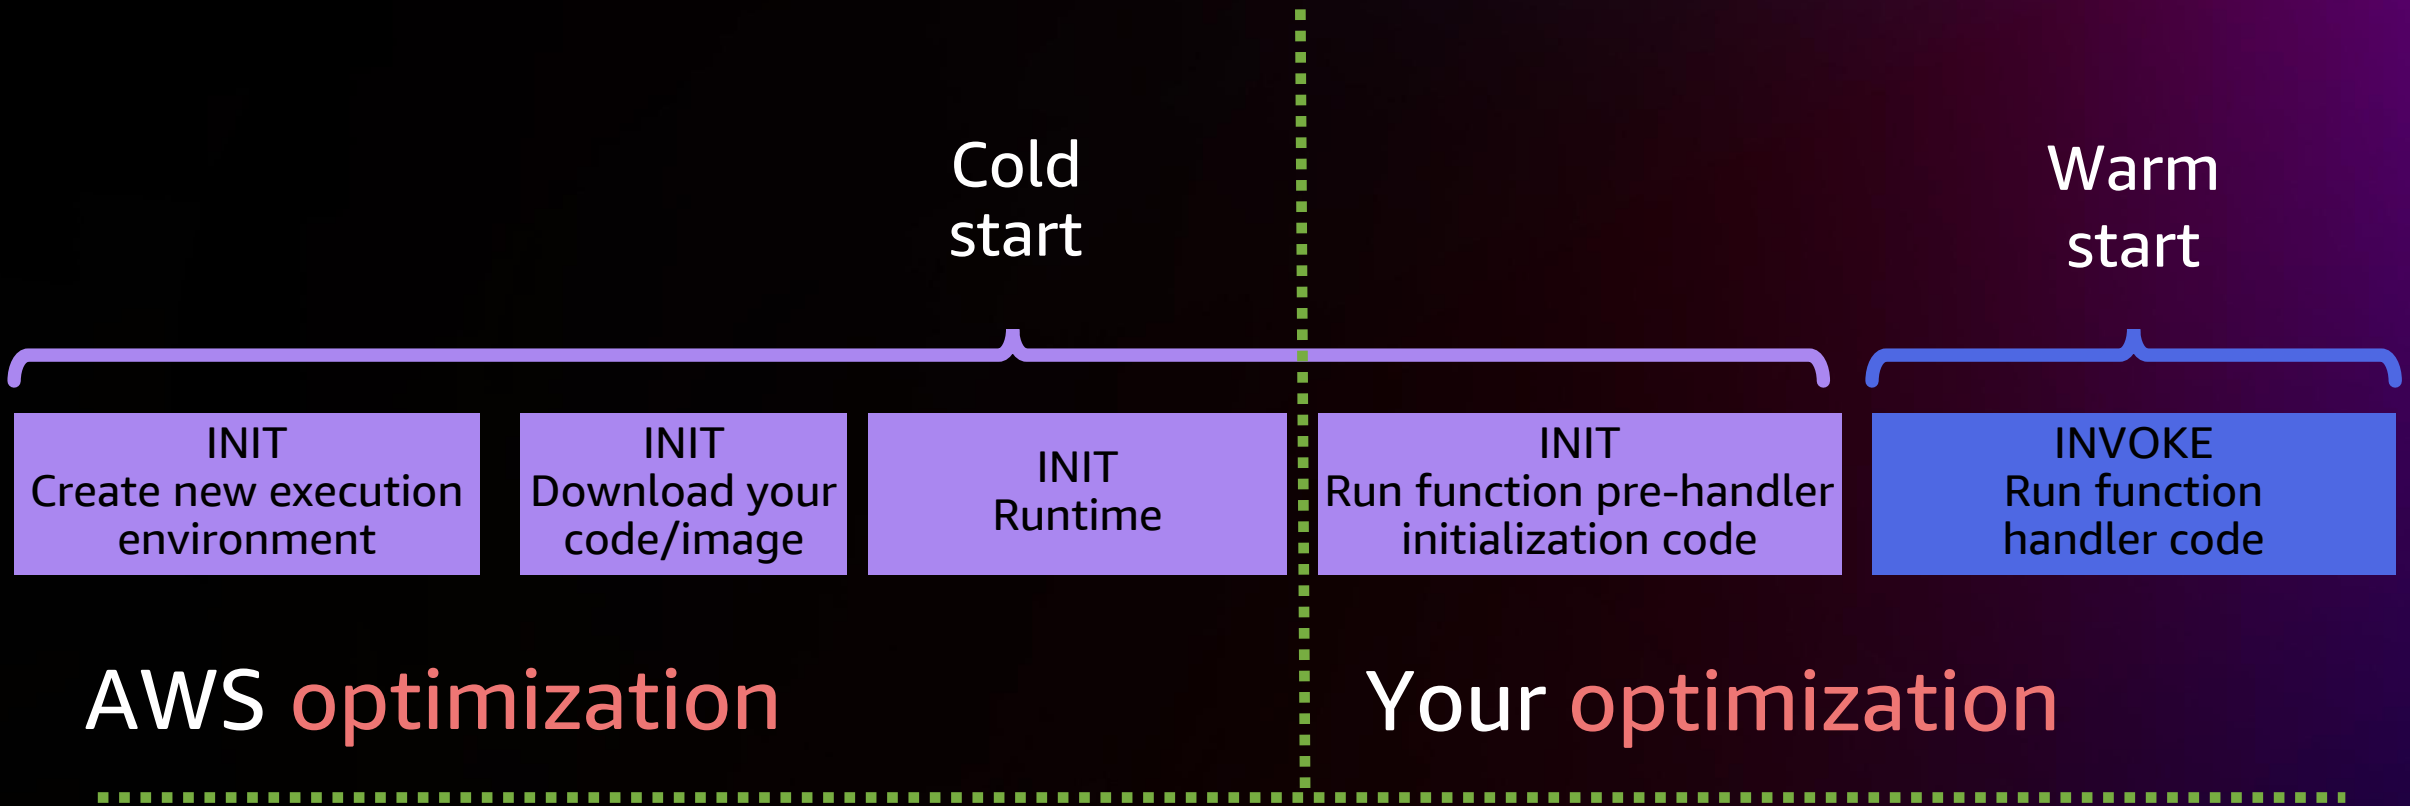 Cold
start
Warm
start
INIT
Create new execution
environment
INIT
Download your
code/image
INIT
Runtime
INIT
Run function pre-handler
initialization code
INVOKE
Run function
handler code
AWS optimization
Your optimization